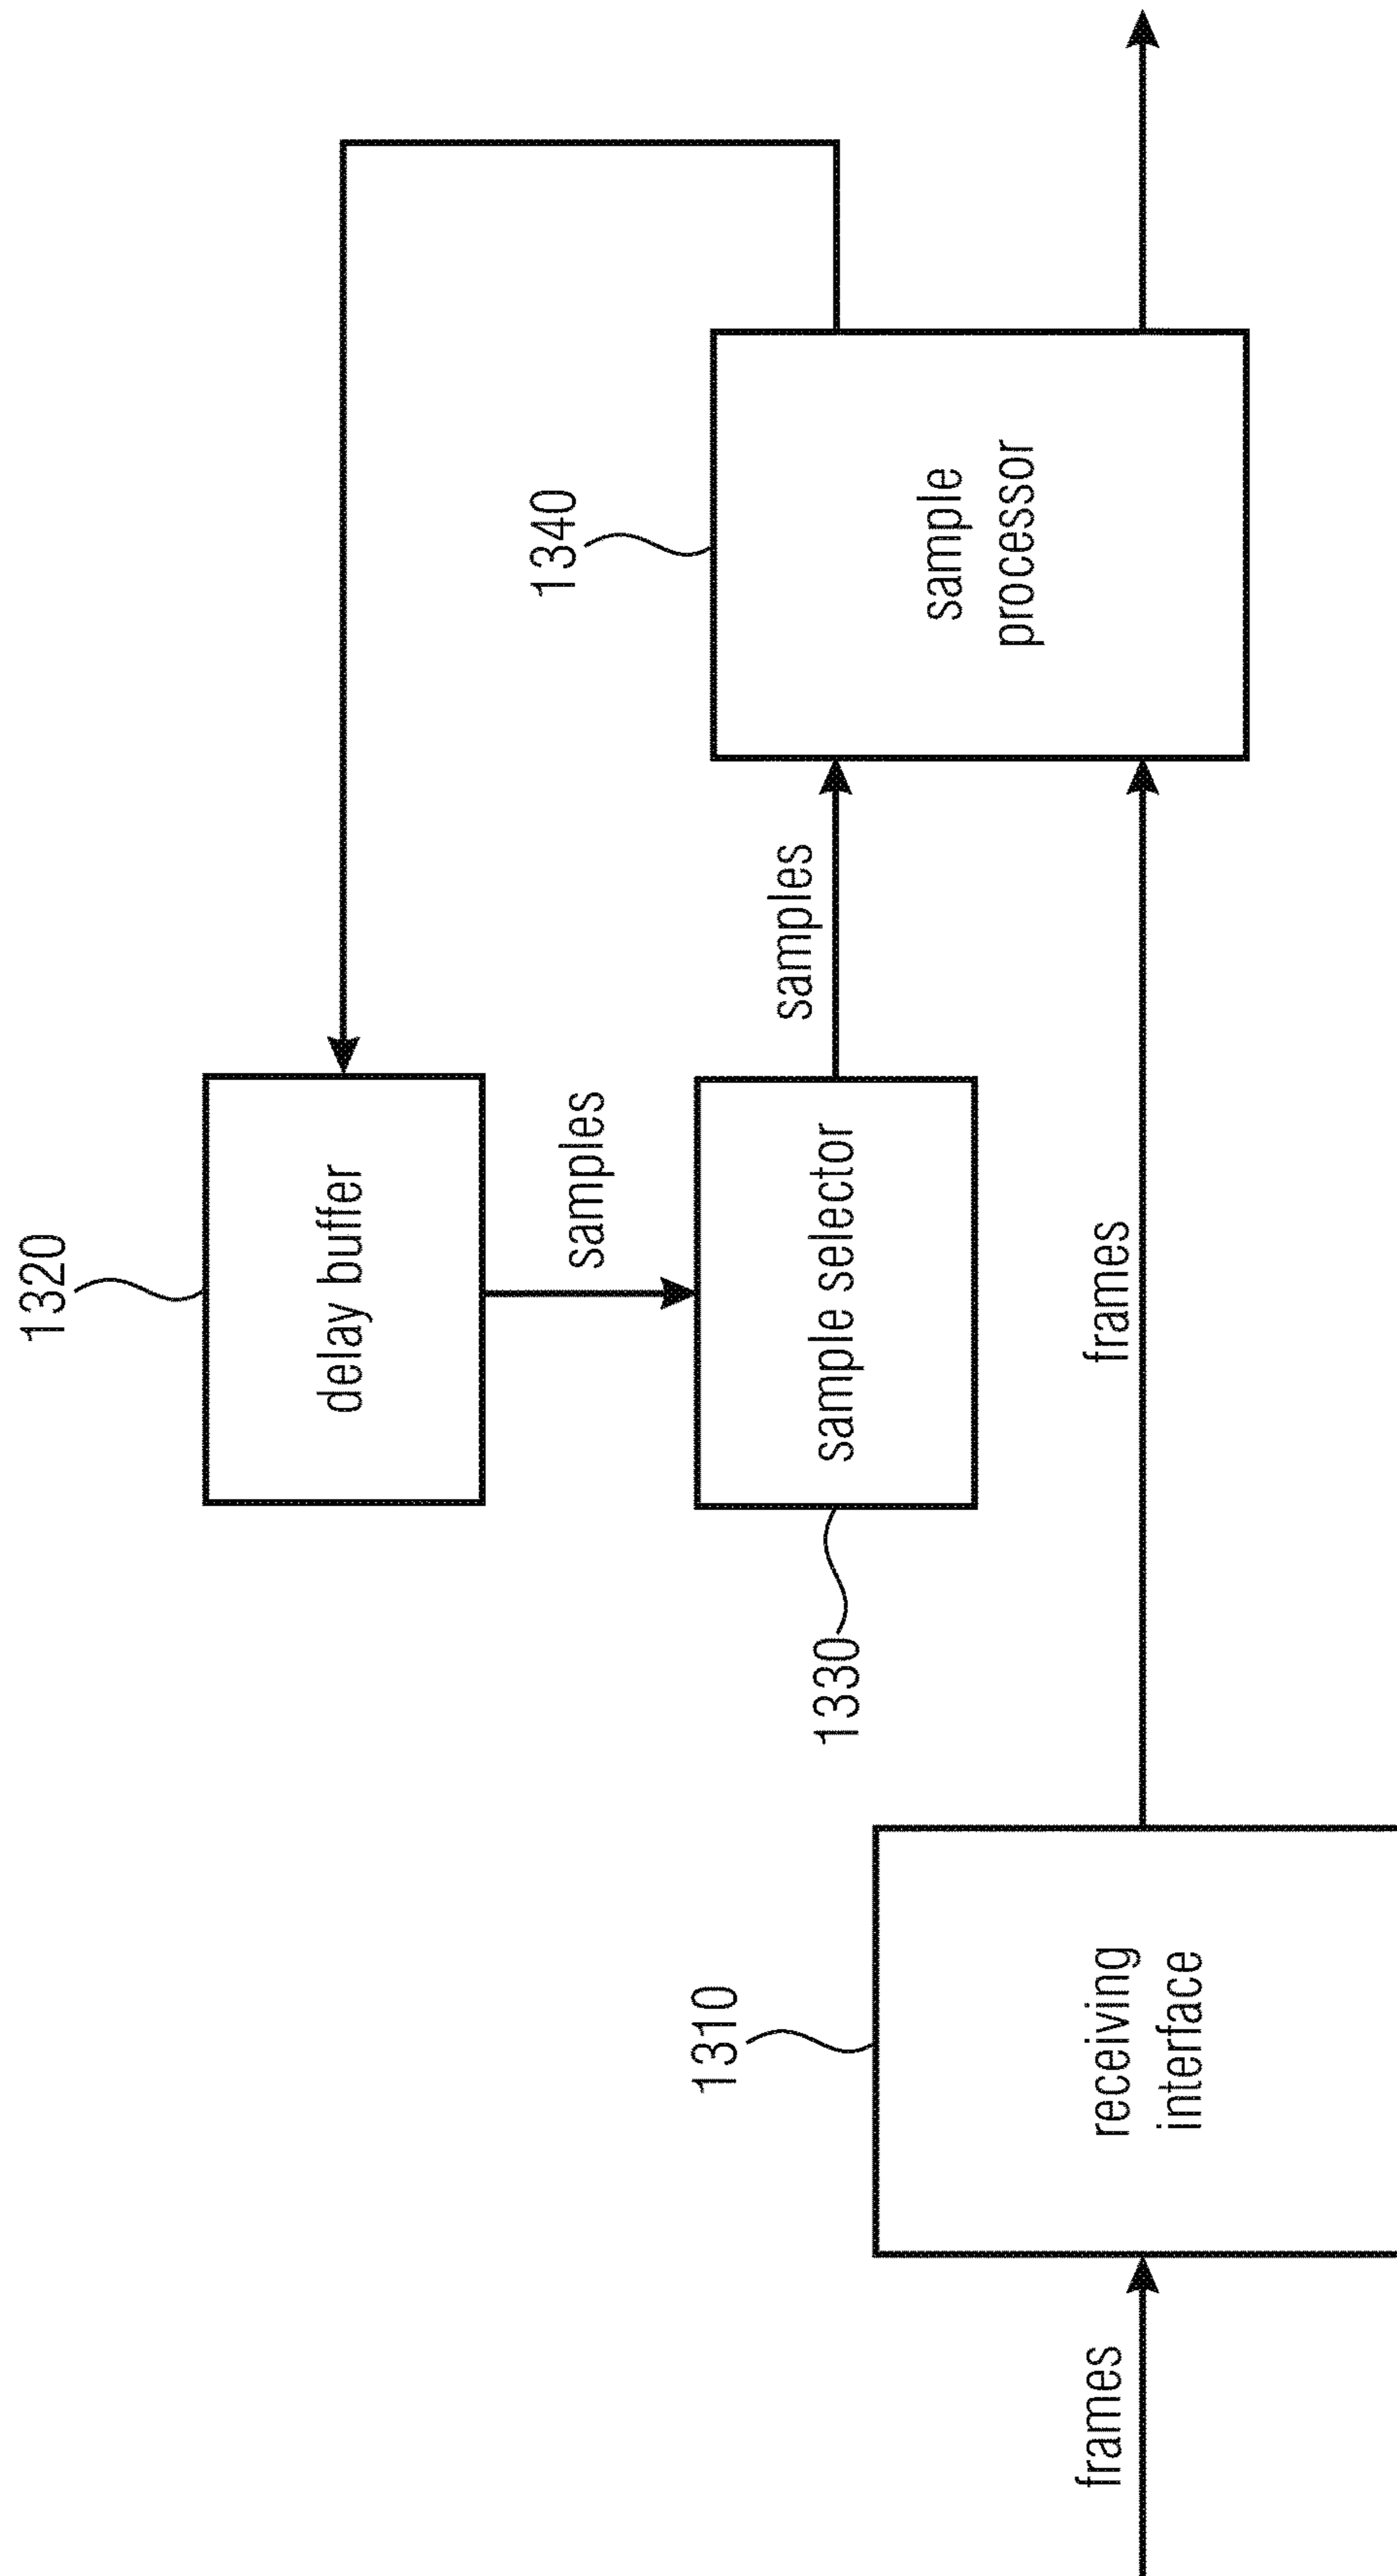 1320
delay buffer
samples
1340
sample
processor
samples
sample selector
1330
1310
receiving
interface
frames
frames